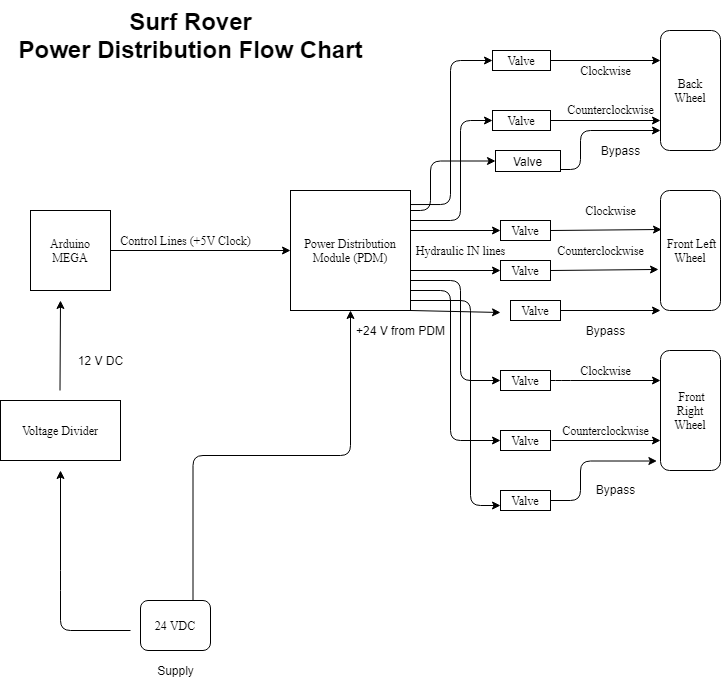 Surf Rover
Power Distribution Flow Chart
Valve
Clockwise
Back
Wheel
Valve
Counterclockwise
Valve
Bypass
Arduino
MEGA
Control Lines (+5V Clock)
Power Distribution
Module (PDM)
Hydraulic IN lines
Valve
Clockwise
Front Left
Wheel
Valve
Counterclockwise
Valve
Bypass
+24 V from PDM
12 V DC
Voltage Divider
Valve
Clockwise
Front
Right
Wheel
Valve
Counterclockwise
Valve
Bypass
24 VDC
Supply